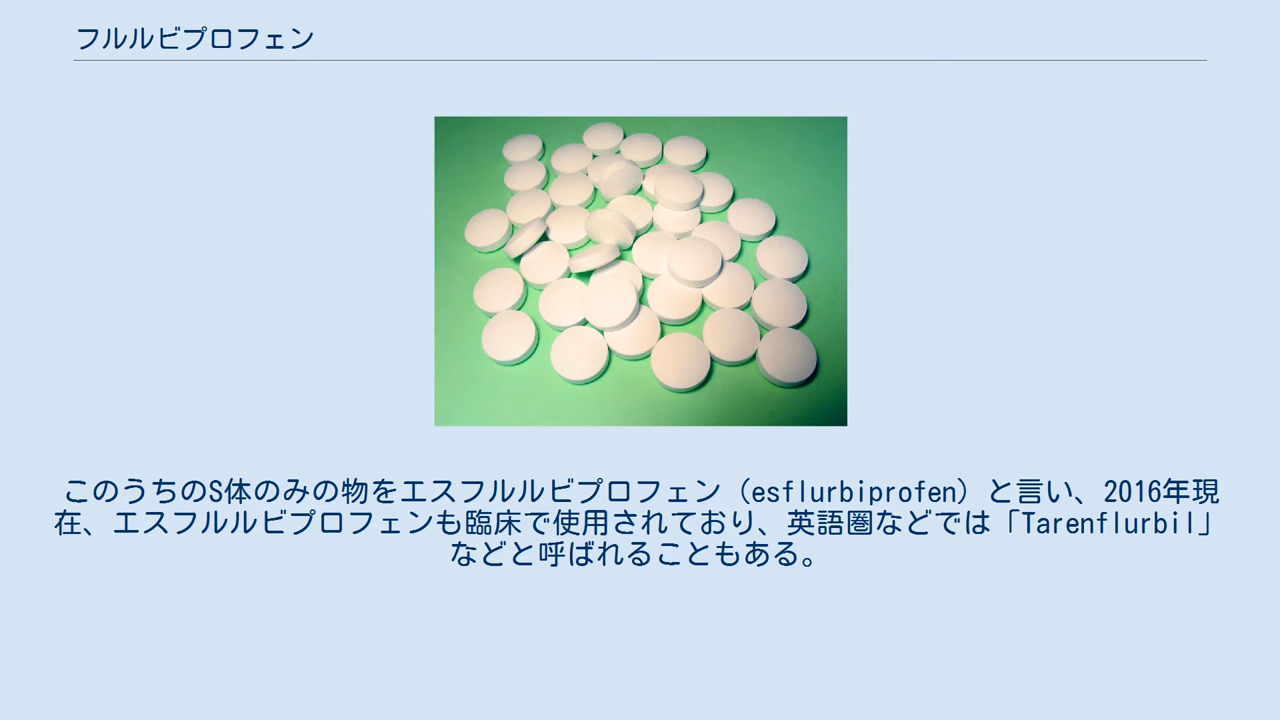 フルルビプロフェン
このうちのS体のみの物をエスフルルビプロフェン（esflurbiprofen）と言い、2016年現
在、エスフルルビプロフェンも臨床で使用されており、英語圏などでは「Tarenflurbil」
などと呼ばれることもある。